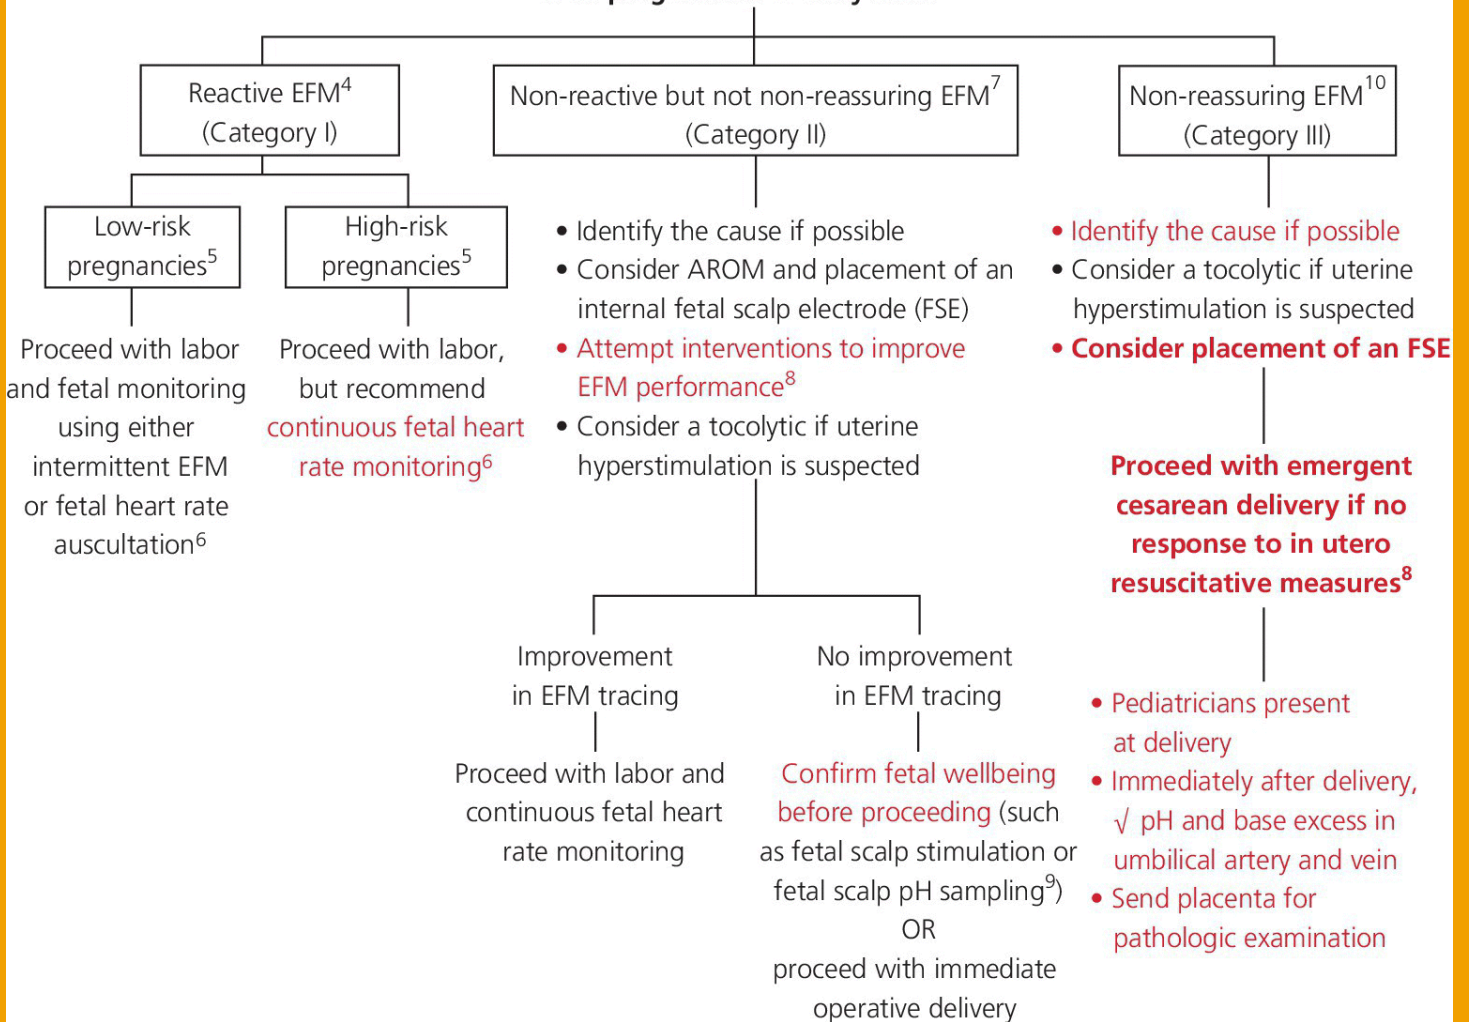 Reactive EFM4
(Category I)
Non-reactive but not non-reassuring EFM7
(Category II)
Non-reassuring EFM10
(Category III)
Low-risk
pregnancies5
High-risk
pregnancies5
Proceed with labor
and fetal monitoring
using either
intermittent EFM
or fetal heart rate
auscultation6
Proceed with labor,
but recommend
continuous fetal heart
rate monitoring6
• Identify the cause if possible
• Consider AROM and placement of an
internal fetal scalp electrode (FSE)
• Attempt interventions to improve
EFM performance8
• Consider a tocolytic if uterine
hyperstimulation is suspected
Improvement
in EFM tracing
Proceed with labor and
continuous fetal heart
rate monitoring
No improvement
in EFM tracing
Confirm fetal wellbeing
before proceeding (such
as fetal scalp stimulation or
fetal scalp pH sampling9)
OR
proceed with immediate
operative delivery
• Identify the cause if possible
• Consider a tocolytic if uterine
hyperstimulation is suspected
• Consider placement of an FSE
Proceed with emergent
cesarean delivery if no
response to in utero
resuscitative measures8
• Pediatricians present
at delivery
• Immediately after delivery,
√ pH and base excess in
umbilical artery and vein
• Send placenta for
pathologic examination